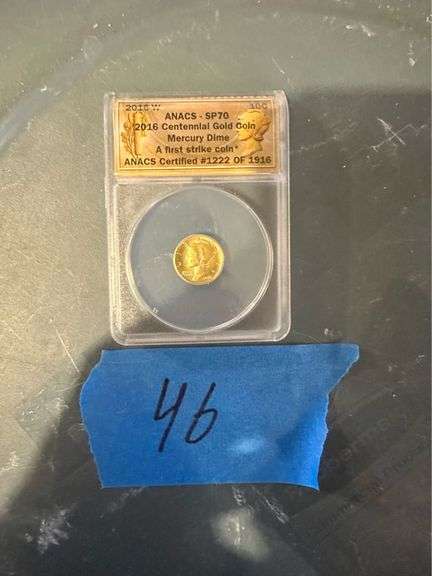 2016 W 10C
ANACS - SP70
2016 Centennial Gold Coin
Mercury Dime
A first strike coin*
ANACS Certified #1222 OF 1916
46